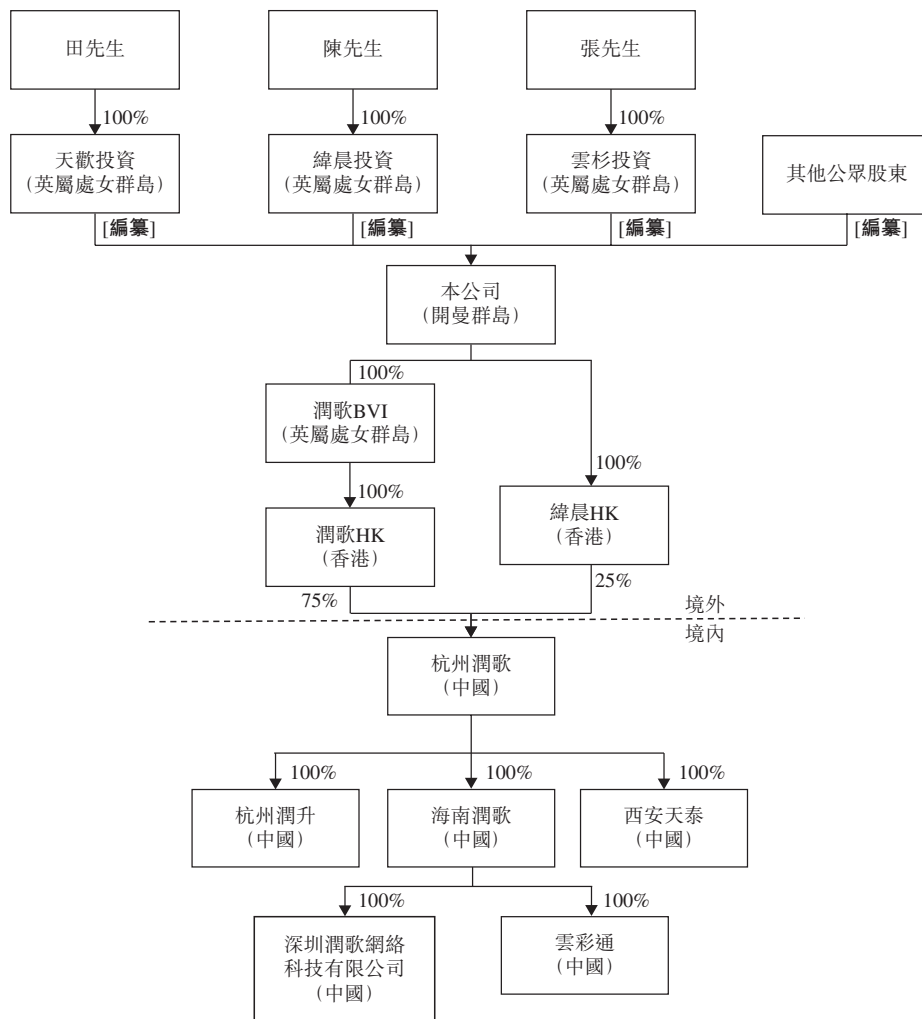 田先生
陳先生
張先生
100%
100%
100%
天歡投資
(英屬處女群島)
緯晨投資
(英屬處女群島)
雲杉投資
(英屬處女群島)
其他公眾股東
[編纂]
[編纂]
[編纂]
[編纂]
本公司
(開曼群島)
100%
潤歌BVI
(英屬處女群島)
100%
100%
潤歌HK
(香港)
緯晨HK
(香港)
75%
25%
境外
境內
杭州潤歌
(中國)
100%
100%
100%
杭州潤升
(中國)
海南潤歌
(中國)
西安天泰
(中國)
100%
100%
深圳潤歌網絡
科技有限公司
(中國)
雲彩通
(中國)